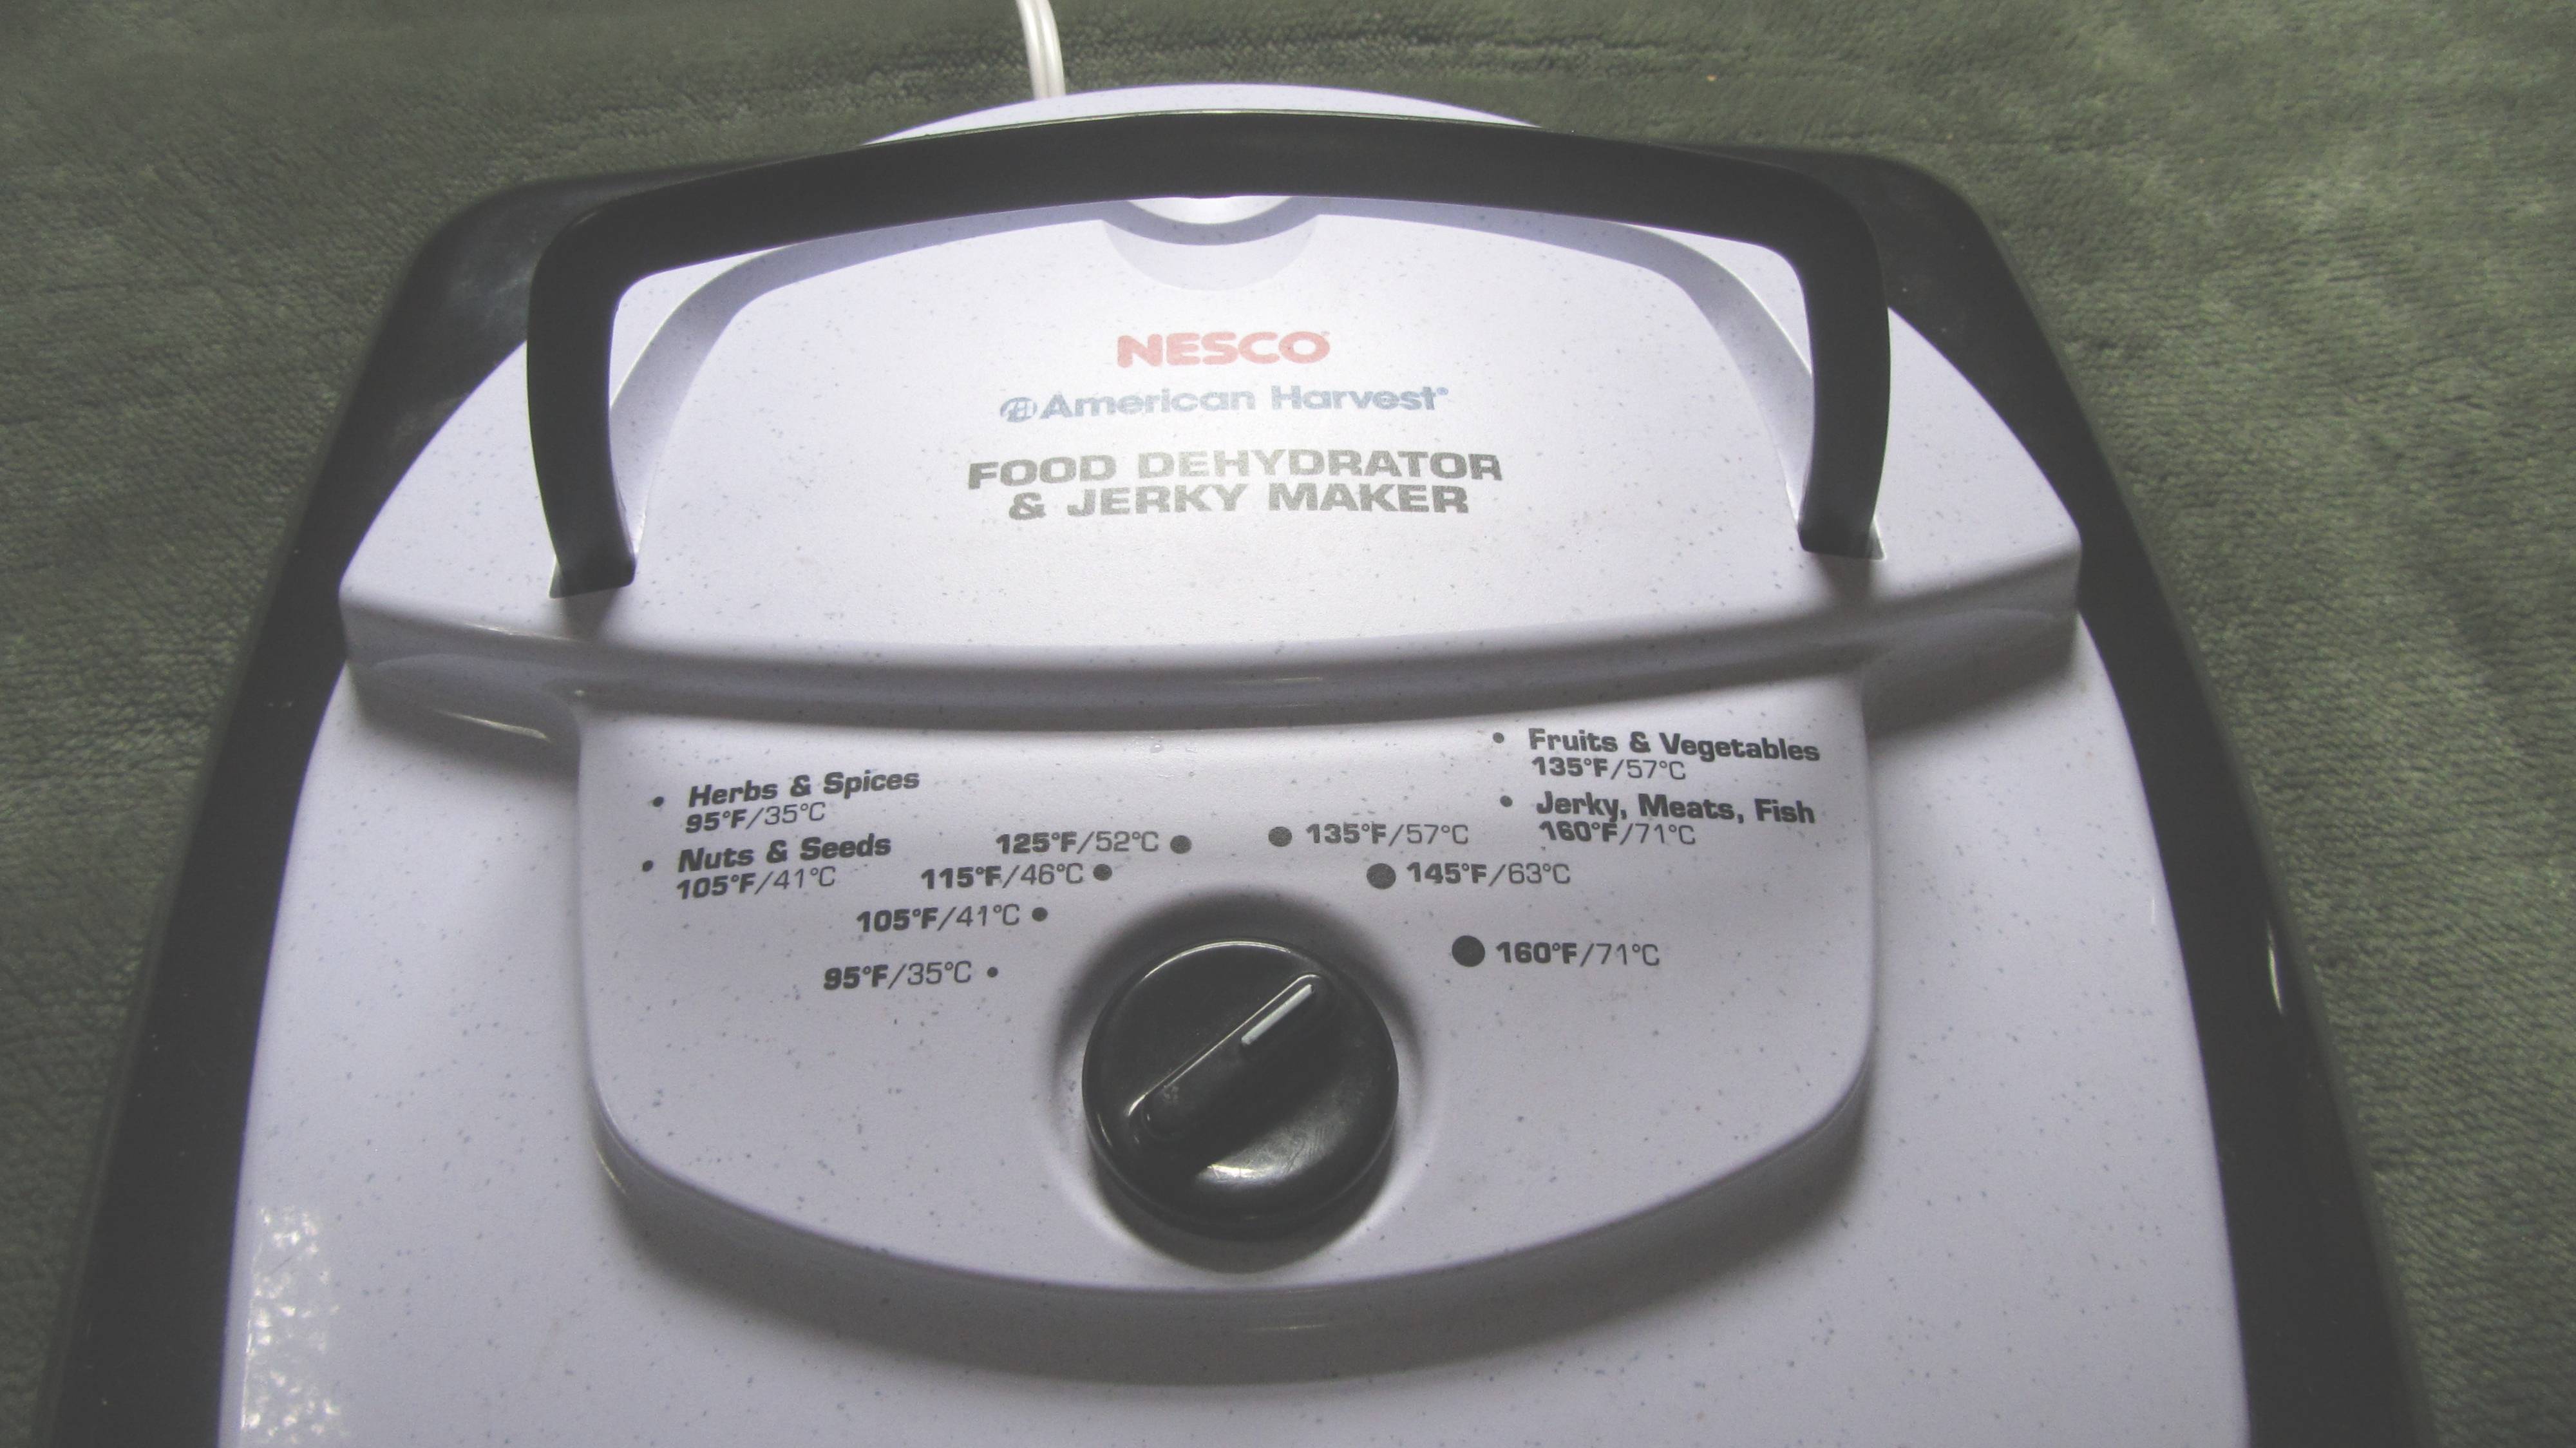 NESCO
American Harvest®
FOOD DEHYDRATOR
& JERKY MAKER
• Herbs & Spices
95°F/35°C
• Nuts & Seeds
105°F/41°C
• Fruits & Vegetables
135°F/57°C
• Jerky, Meats, Fish
160°F/71°C
95°F/35°C
105°F/41°C
115°F/46°C
125°F/52°C
135°F/57°C
145°F/63°C
160°F/71°C